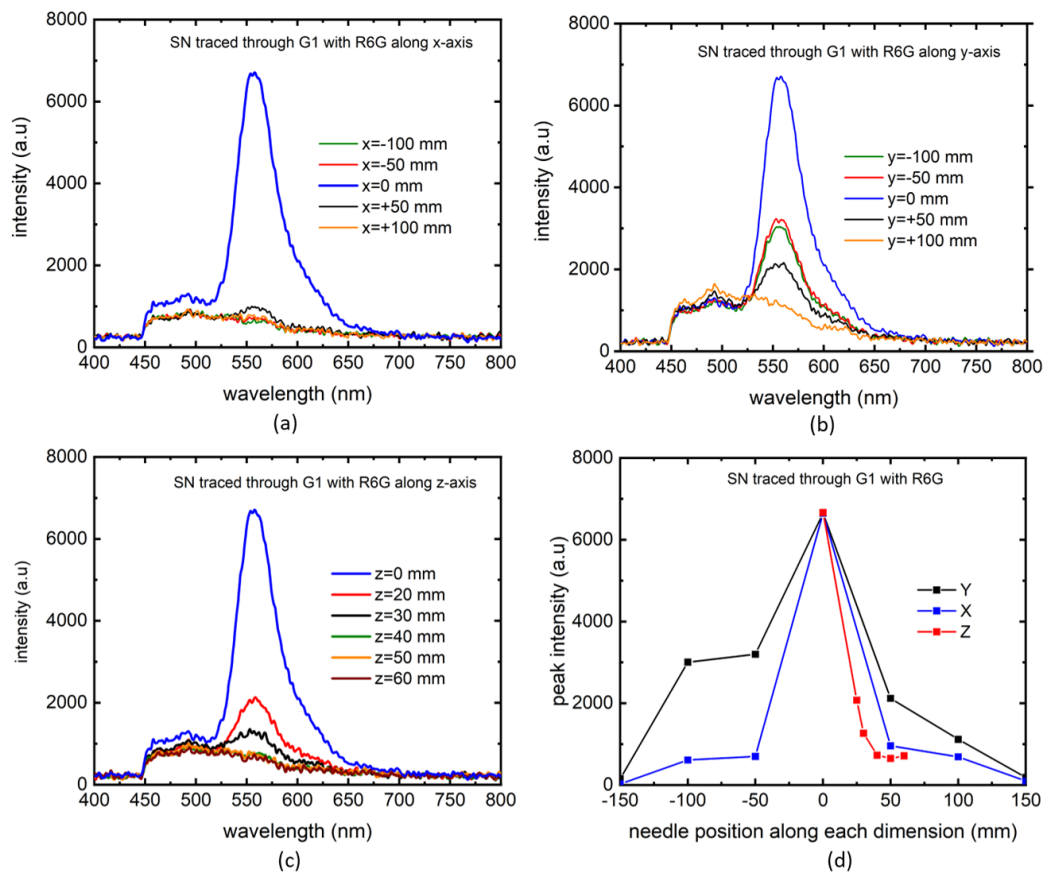 8000
6000
4000
2000
0
intensity (a.u)
SN traced through G1 with R6G along x-axis
x=-100 mm
x=-50 mm
x=0 mm
x=+50 mm
x=+100 mm
400 450 500 550 600 650 700 750 800
wavelength (nm)
(a)
8000
6000
4000
2000
0
intensity (a.u)
SN traced through G1 with R6G along y-axis
y=-100 mm
y=-50 mm
y=0 mm
y=+50 mm
y=+100 mm
400 450 500 550 600 650 700 750 800
wavelength (nm)
(b)
8000
6000
4000
2000
0
intensity (a.u)
SN traced through G1 with R6G along z-axis
z=0 mm
z=20 mm
z=30 mm
z=40 mm
z=50 mm
z=60 mm
400 450 500 550 600 650 700 750 800
wavelength (nm)
(c)
8000
6000
4000
2000
0
peak intensity (a.u)
SN traced through G1 with R6G
Y
X
Z
-150 -100 -50 0 50 100 150
needle position along each dimension (mm)
(d)